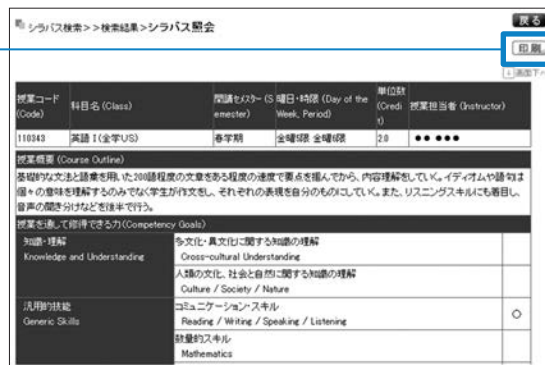 シラバス検索>>検索結果>シラバス照会
戻る
印刷
画面下へ
授業コード (Code)
科目名 (Class)
開講セメスター (Semester)
曜日・時限 (Day of the Week, Period)
単位数 (Credit)
授業担当者 (Instructor)
110343
英語 I(全学US)
春学期
金曜5限 金曜6限
2.0
●● ●●●
授業概要 (Course Outline)
基礎的な文法と語彙を用いた200語程度の文章をある程度の速度で要点を掴んでから、内容理解をしていく。イディオムや語句は
個々の意味を理解するのみでなく学生が作文をし、それぞれの表現を自分のものにしていく。また、リスニングスキルにも着目し、
音声の聞き分けなどを後半で行う。
授業を通して修得できる力(Competency Goals)
知識・理解
Knowledge and Understanding
多文化・異文化に関する知識の理解
Cross-cultural Understanding
人類の文化、社会と自然に関する知識の理解
Culture / Society / Nature
汎用的技能
Generic Skills
コミュニケーション・スキル
Reading / Writing / Speaking / Listening
○
数量的スキル
Mathematics